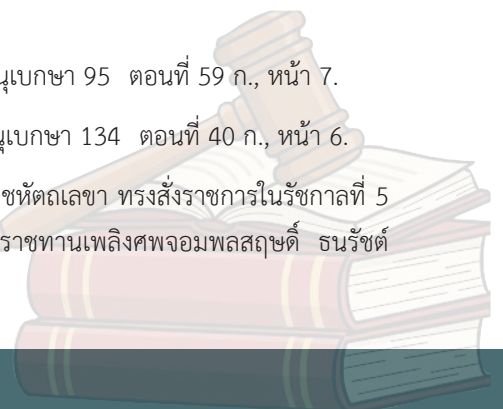 นุเบกษา 95 ตอนที่ 59 ก., หน้า 7.
นุเบกษา 134 ตอนที่ 40 ก., หน้า 6.
ชหัตถเลขา ทรงสั่งราชการในรัชกาลที่ 5
ราชทานเพลิงศพจอมพลสฤษดิ์ ธนรัชต์